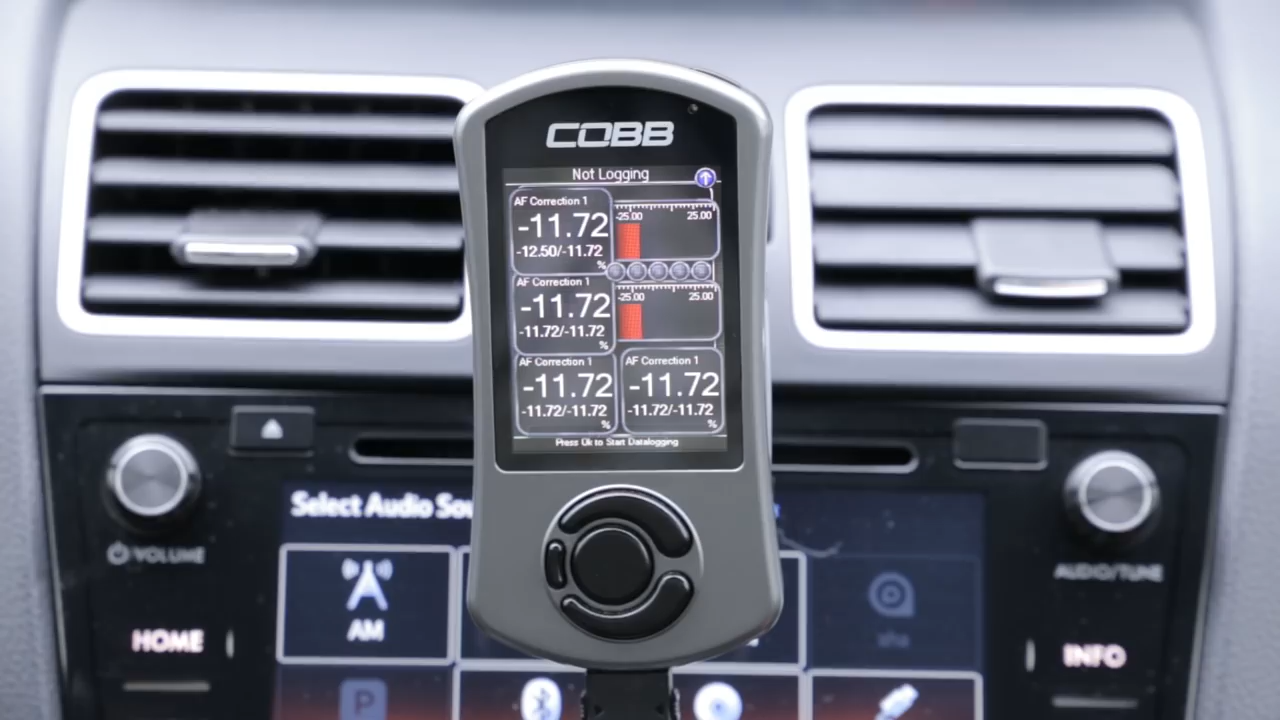 COBB
Not Logging
AF Correction 1
-11.72
-12.50/-11.72
%
-25.00 25.00
AF Correction 1
-11.72
-11.72/-11.72
%
-25.00 25.00
AF Correction 1
-11.72
-11.72/-11.72
%
AF Correction 1
-11.72
-11.72/-11.72
%
Press Ok to Start Datalogging
Select Audio Sou
VOLUME
AUDIO/TUNE
AM
aha
HOME
INFO
P